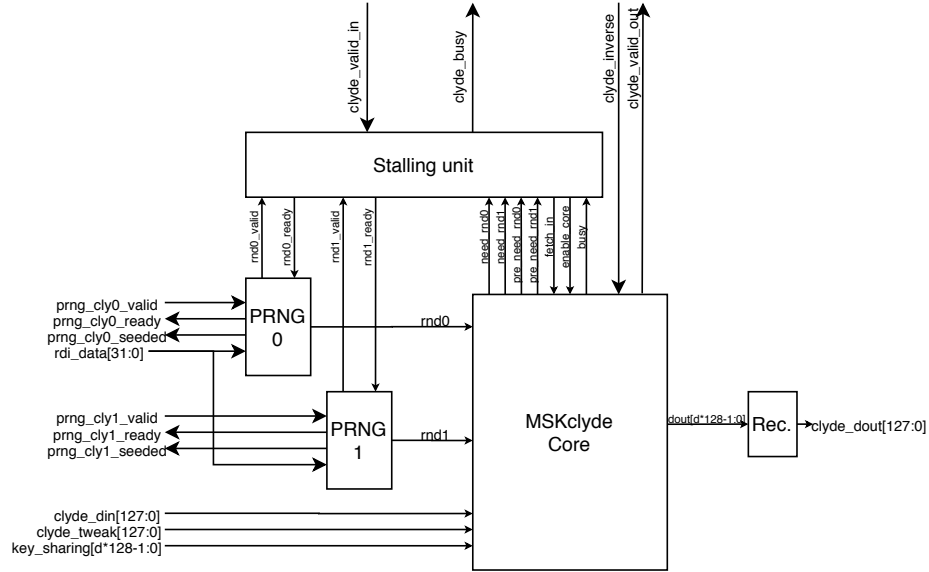 clyde_valid_in
clyde_busy
clyde_inverse
clyde_valid_out
Stalling unit
rnd0_valid
rnd0_ready
rnd1_valid
rnd1_ready
need_rnd0
need_rnd1
pre_need_rnd0
pre_need_rnd1
fetch_in
enable_core
busy
prng_cly0_valid
prng_cly0_ready
prng_cly0_seeded
rdi_data[31:0]
PRNG
0
rnd0
prng_cly1_valid
prng_cly1_ready
prng_cly1_seeded
PRNG
1
rnd1
MSKclyde
Core
dout[d*128-1:0]
Rec.
clyde_dout[127:0]
clyde_din[127:0]
clyde_tweak[127:0]
key_sharing[d*128-1:0]